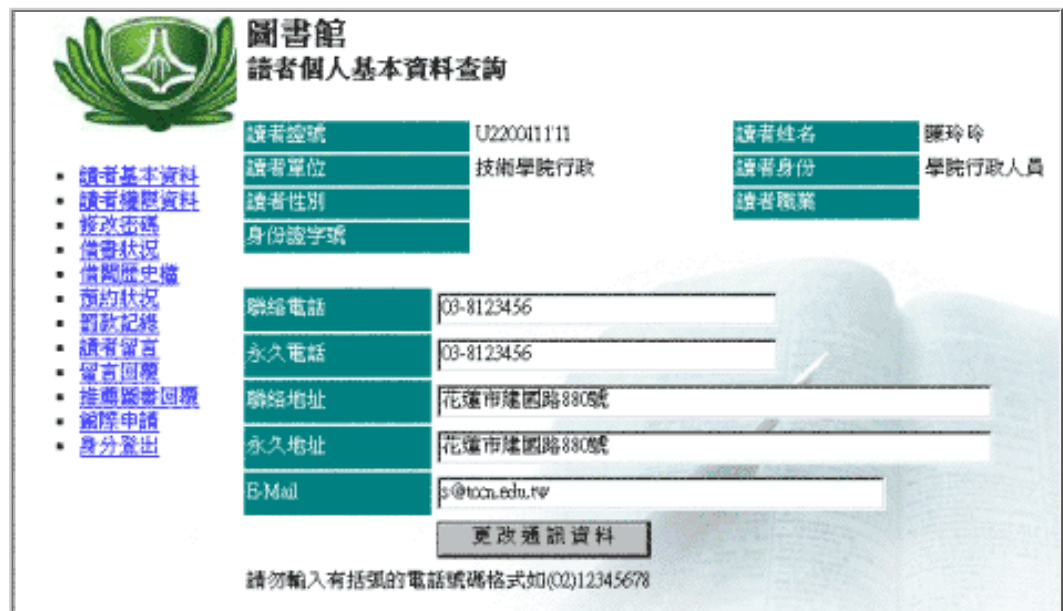 圖書館
讀者個人基本資料查詢
讀者證號 U220011111 讀者姓名 陳玲玲
讀者單位 技術學院行政 讀者身份 學院行政人員
讀者性別 讀者職業
身份證字號
讀者基本資料
讀者權限資料
修改密碼
借書狀況
借閱歷史檔
預約狀況
罰款記錄
讀者留言
留言回覆
推薦圖書回覆
館際申請
身分登出
聯絡電話 03-8123456
永久電話 03-8123456
聯絡地址 花蓮市建國路880號
永久地址 花蓮市建國路880號
E-Mail s@tccn.edu.tw
更改通訊資料
請勿輸入有括弧的電話號碼格式如(02)12345678